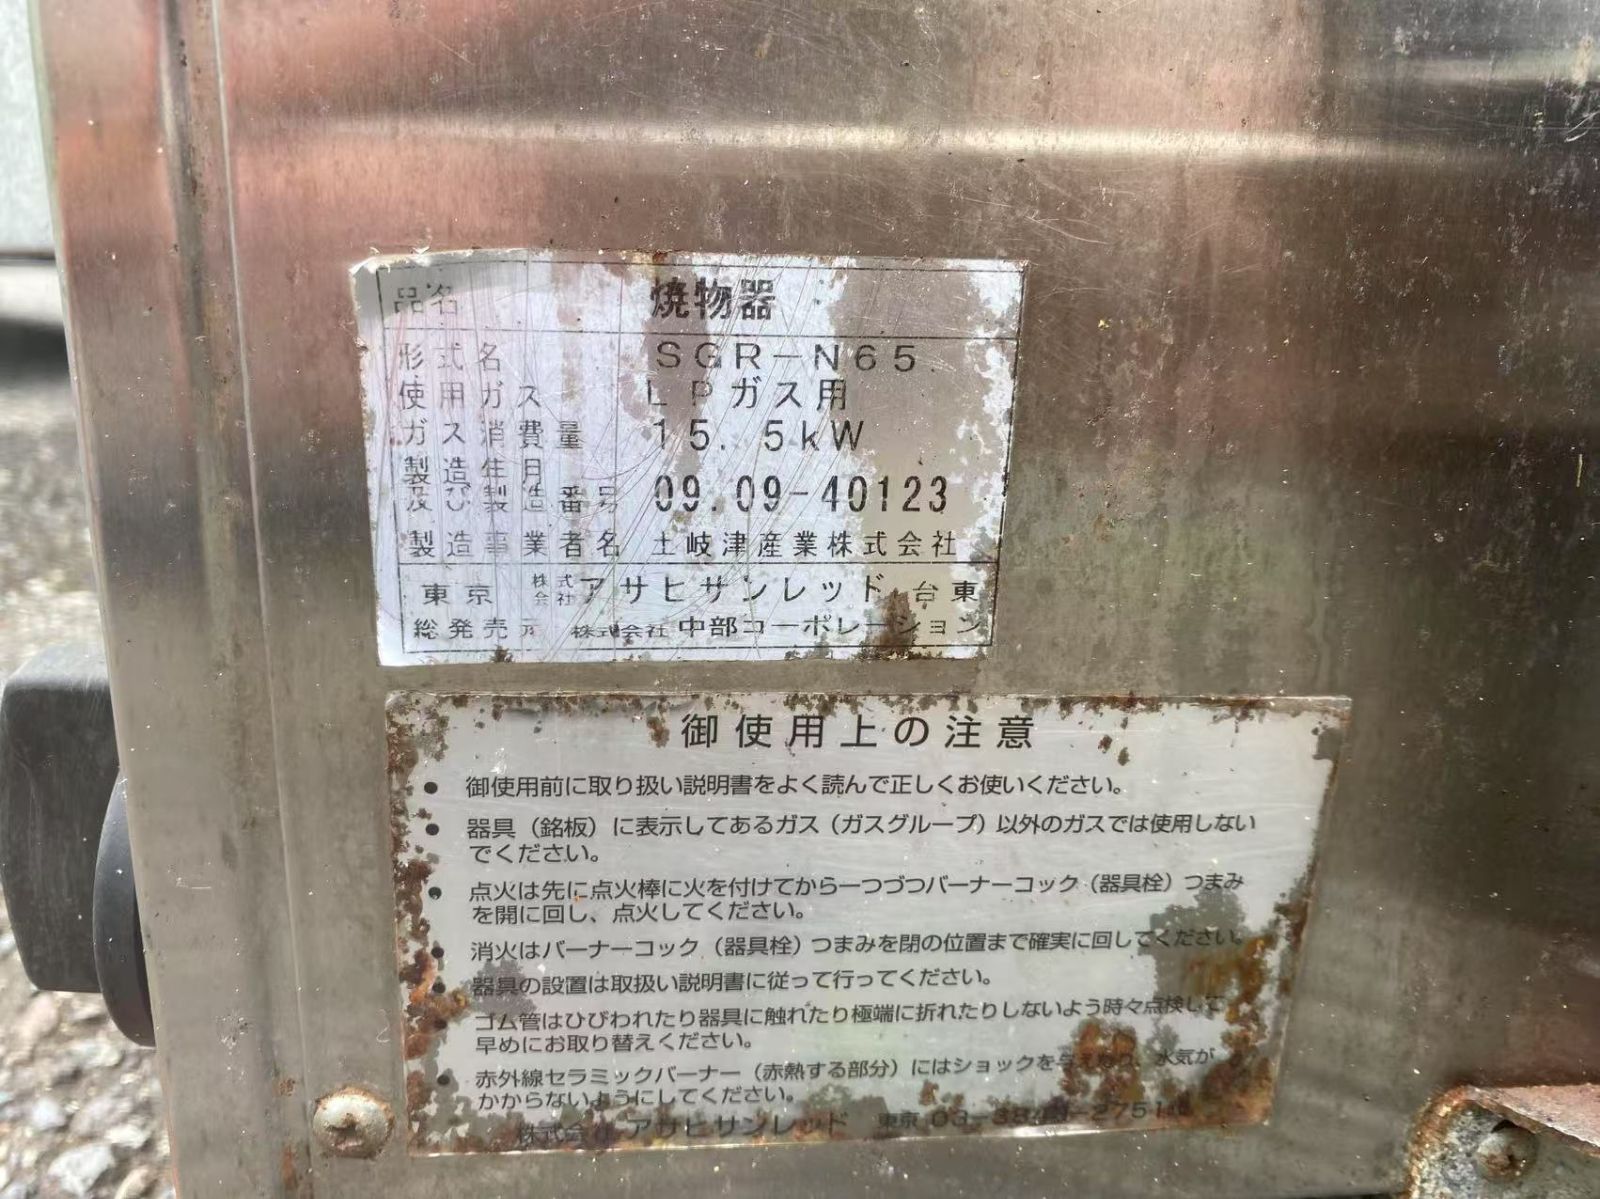 品名 焼物器
形式名 SGR-N65
使用ガス LPガス用
ガス消費量 15.5kW
製造年月
及び製造番号 09.09-40123
製造事業者名 土岐津産業株式会社
東京 株式会社アサヒサンレッド 台東
総発売元 株式会社中部コーポレーション
御使用上の注意
● 御使用前に取り扱い説明書をよく読んで正しくお使いください。
● 器具(銘板)に表示してあるガス(ガスグループ)以外のガスでは使用しない
でください。
● 点火は先に点火棒に火を付けてから一つづつバーナーコック(器具栓)つまみ
を開に回し、点火してください。
● 消火はバーナーコック(器具栓)つまみを閉の位置まで確実に回してください。
● 器具の設置は取扱い説明書に従って行ってください。
● ゴム管はひびわれたり器具に触れたり極端に折れたりしないよう時々点検して
早めにお取り替えください。
● 赤外線セラミックバーナー(赤熱する部分)にはショックを与えたり、水気が
かからないようにしてください。
株式会社アサヒサンレッド 東京 03-